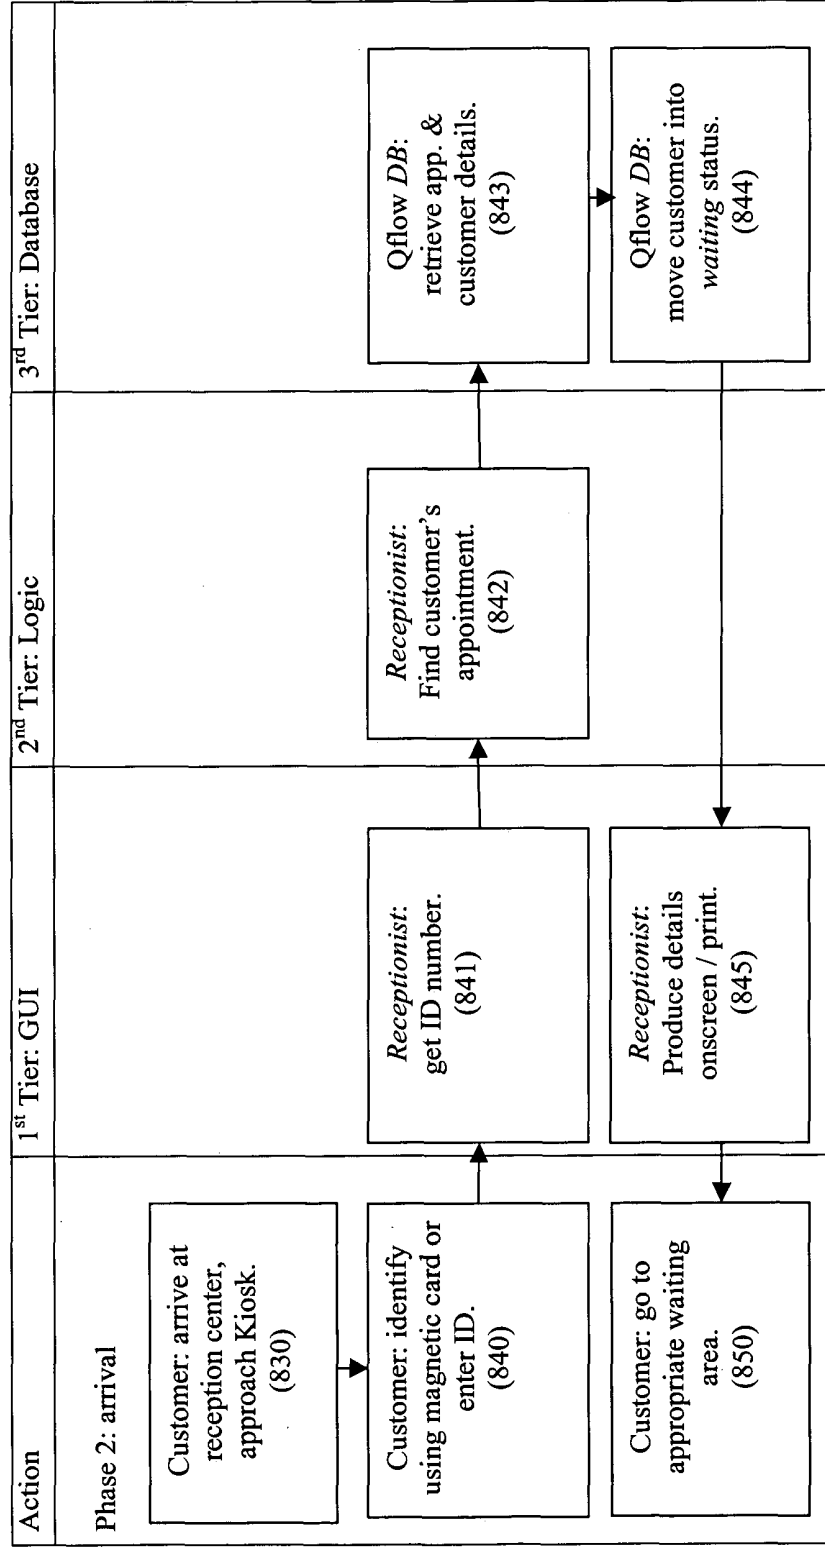 Action
1st Tier: GUI
2nd Tier: Logic
3rd Tier: Database
Phase 2: arrival
Customer: arrive at
reception center,
approach Kiosk.
(830)
Customer: identify
using magnetic card or
enter ID.
(840)
Receptionist:
get ID number.
(841)
Receptionist:
Find customer's
appointment.
(842)
Qflow DB:
retrieve app. &
customer details.
(843)
Qflow DB:
move customer into
waiting status.
(844)
Receptionist:
Produce details
onscreen / print.
(845)
Customer: go to
appropriate waiting
area.
(850)